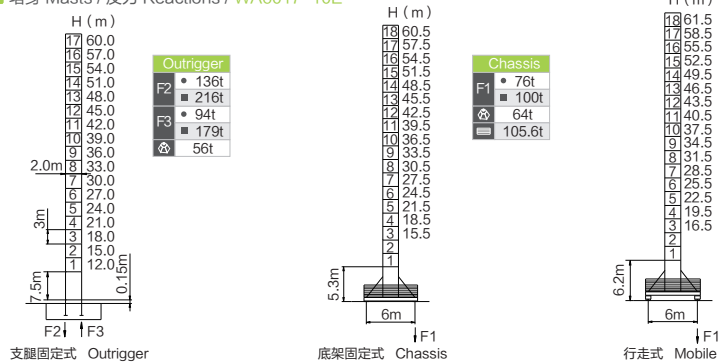 塔身 Masts / 反力 Reactions / WA6017-10E
H（m）
17 60.0
16 57.0
15 54.0
14 51.0
13 48.0
12 45.0
11 42.0
10 39.0
9 36.0
8 33.0
7 30.0
6 27.0
5 24.0
4 21.0
3 18.0
2 15.0
1 12.0
2.0m
3m
7.5m
0.15m
F2 F3
支腿固定式 Outrigger
Outrigger
F2 • 136t
■ 216t
F3 • 94t
■ 179t
56t
H（m）
18 60.5
17 57.5
16 54.5
15 51.5
14 48.5
13 45.5
12 42.5
11 39.5
10 36.5
9 33.5
8 30.5
7 27.5
6 24.5
5 21.5
4 18.5
3 15.5
2
1
5.3m
6m
F1
底架固定式 Chassis
Chassis
F1 • 76t
■ 100t
64t
105.6t
H（m）
18 61.5
17 58.5
16 55.5
15 52.5
14 49.5
13 46.5
12 43.5
11 40.5
10 37.5
9 34.5
8 31.5
7 28.5
6 25.5
5 22.5
4 19.5
3 16.5
2
1
6.2m
6m
F1
行走式 Mobile